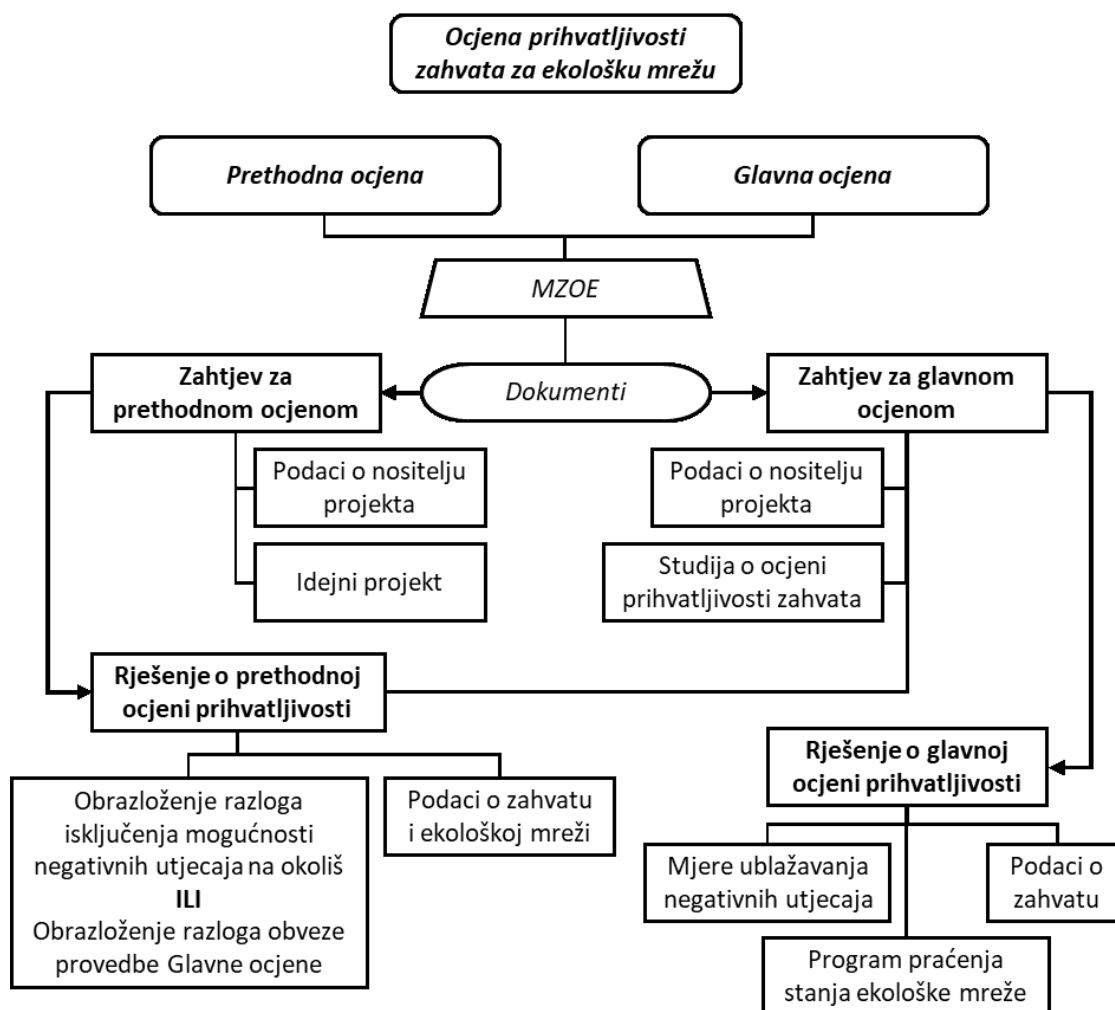 Ocjena prihvatljivosti
zahvata za ekološku mrežu
Prethodna ocjena
Glavna ocjena
MZOE
Dokumenti
Zahtjev za
prethodnom ocjenom
Zahtjev za glavnom
ocjenom
Podaci o nositelju
projekta
Podaci o nositelju
projekta
Idejni projekt
Studija o ocjeni
prihvatljivosti zahvata
Rješenje o prethodnoj
ocjeni prihvatljivosti
Rješenje o glavnoj
ocjeni prihvatljivosti
Obrazloženje razloga
isključenja mogućnosti
negativnih utjecaja na okoliš
ILI
Obrazloženje razloga obveze
provedbe Glavne ocjene
Podaci o zahvatu
i ekološkoj mreži
Mjere ublažavanja
negativnih utjecaja
Podaci o
zahvatu
Program praćenja
stanja ekološke mreže